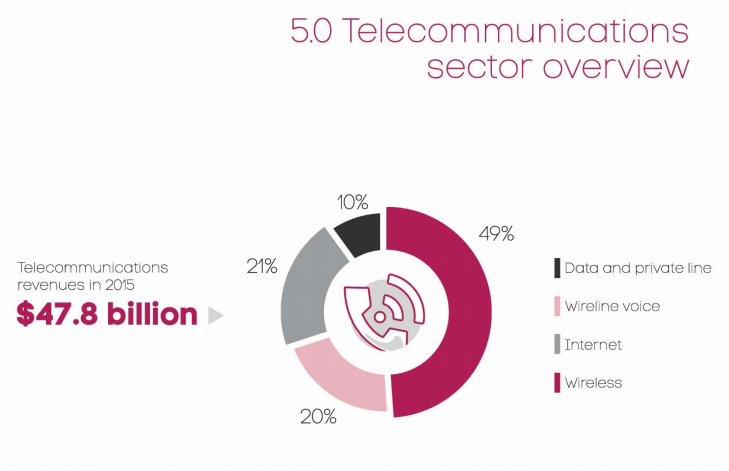 5.0 Telecommunications
sector overview
10%
49%
21%
20%
Telecommunications
revenues in 2015
$47.8 billion
Data and private line
Wireline voice
Internet
Wireless